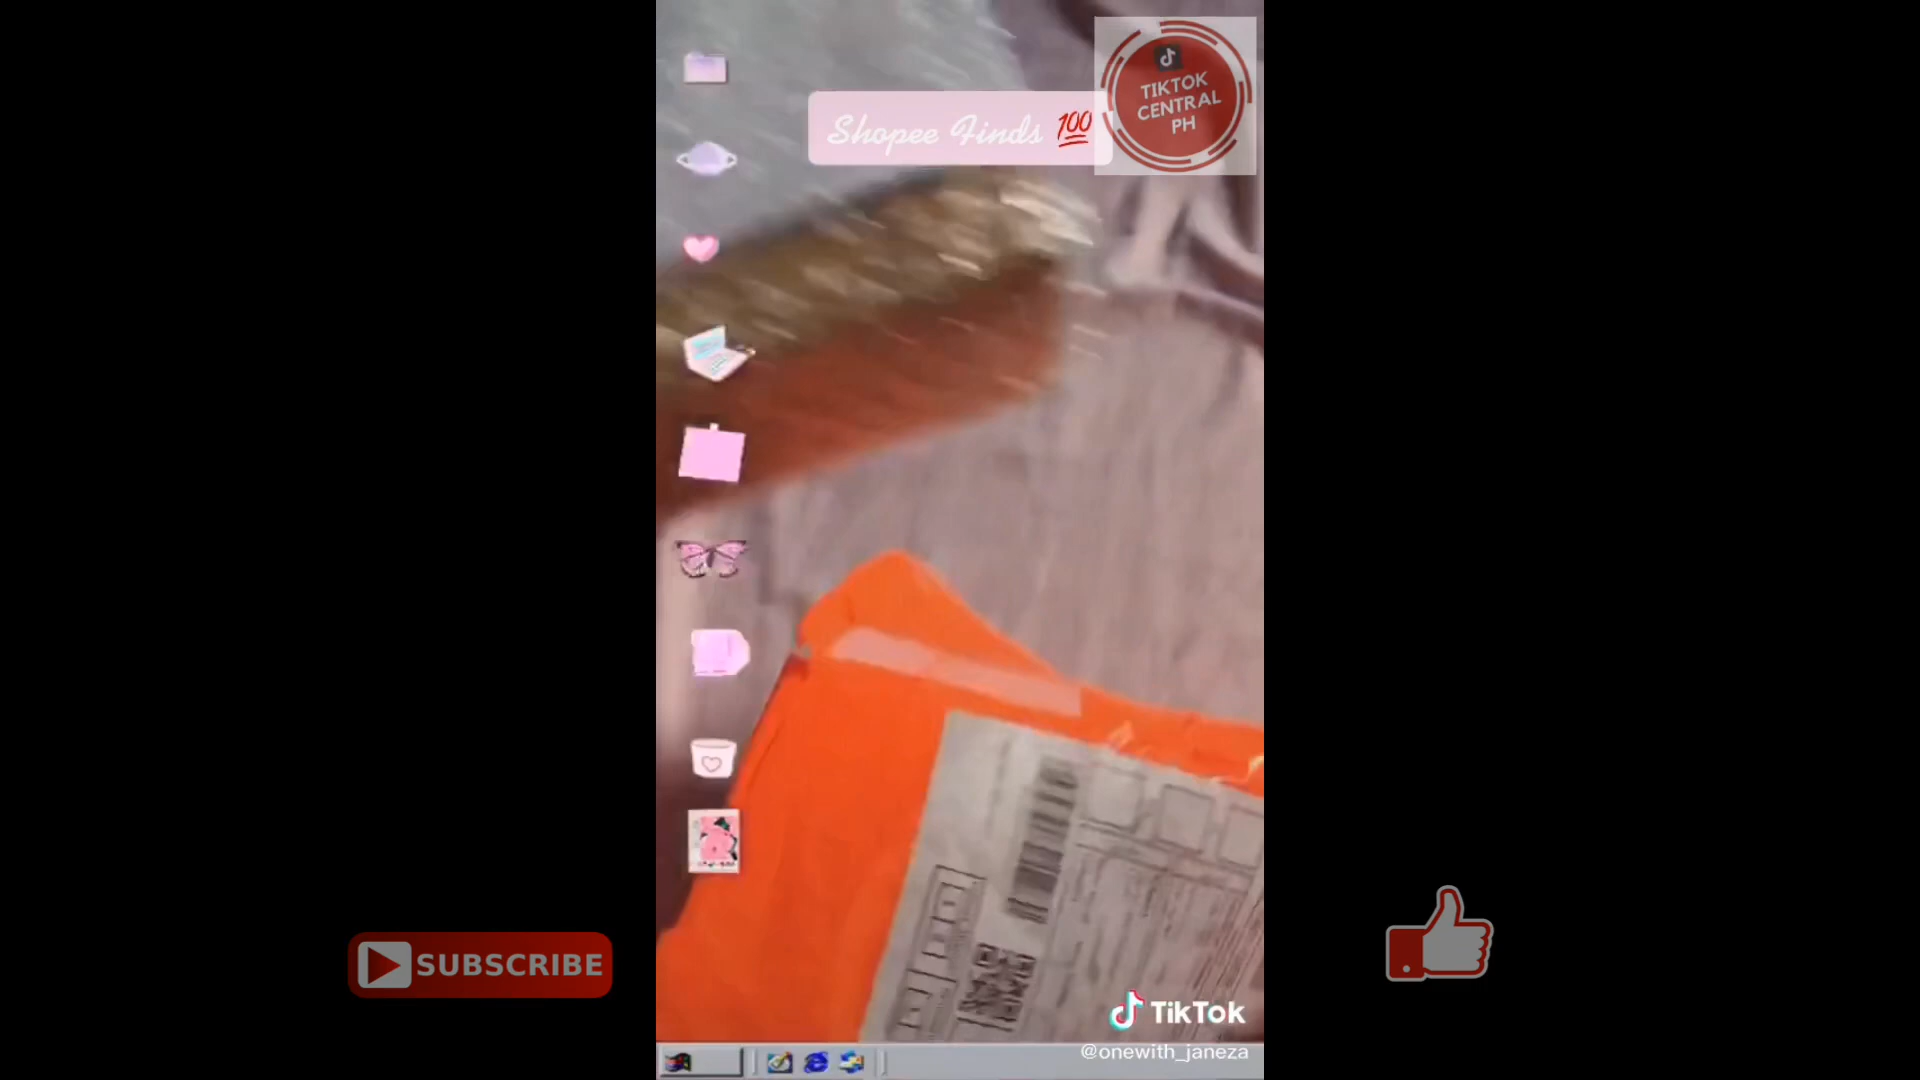 Shopee Finds 💯
TIKTOK
CENTRAL
PH
SUBSCRIBE
TikTok
@onewith_janeza